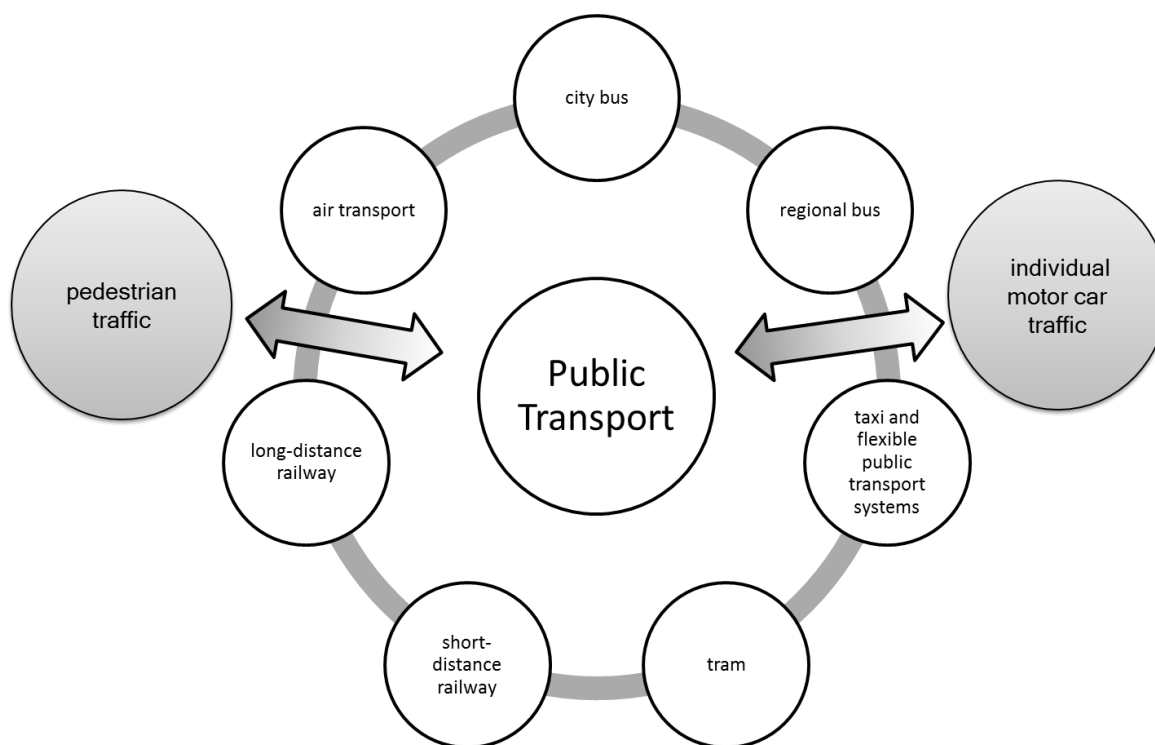 city bus
air transport
regional bus
pedestrian
traffic
individual
motor car
traffic
Public
Transport
long-distance
railway
taxi and
flexible
public
transport
systems
short-
distance
railway
tram